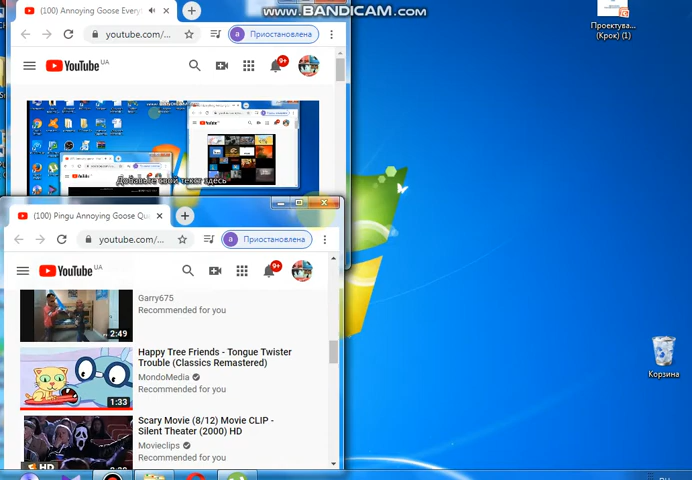 (100) Annoying Goose Every
www.BANDICAM.com
youtube.com/...
Приостановлена
YouTube UA
9+
Добавьте свой текст здесь
Проектува...
(Крок) (1)
(100) Pingu Annoying Goose Qu
youtube.com/...
a Приостановлена
YouTube UA
9+
Garry675
Recommended for you
2:49
Happy Tree Friends - Tongue Twister
Trouble (Classics Remastered)
MondoMedia
Recommended for you
1:33
Scary Movie (8/12) Movie CLIP -
Silent Theater (2000) HD
Movieclips
Recommended for you
HD
Корзина